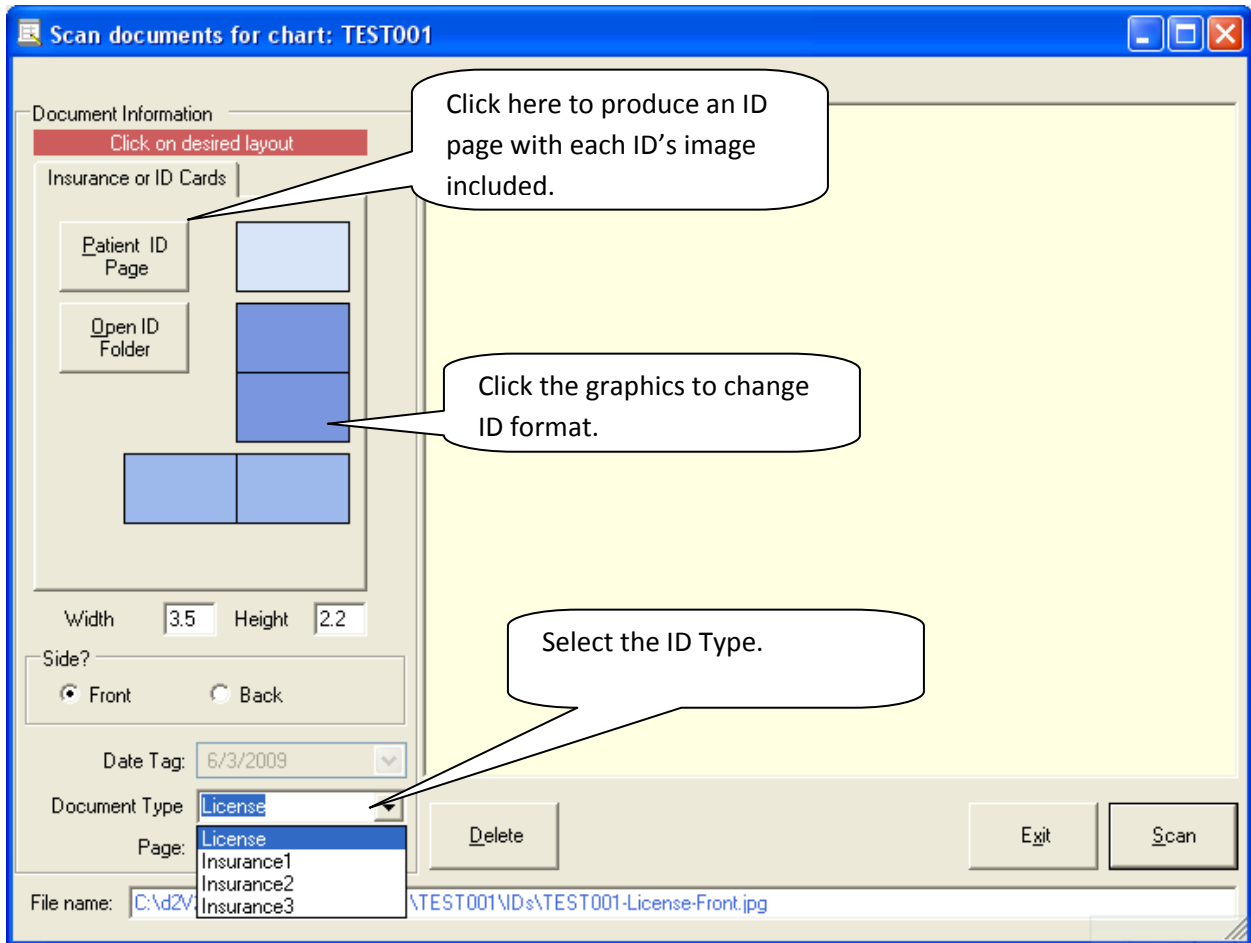 Scan documents for chart: TEST001
Click here to produce an ID
page with each ID’s image
included.
Document Information
Click on desired layout
Insurance or ID Cards
Patient ID
Page
Open ID
Folder
Click the graphics to change
ID format.
Width 3.5 Height 2.2
Select the ID Type.
Side?
Front Back
Date Tag: 6/3/2009
Document Type License
Page:
License
Insurance1
Insurance2
Insurance3
Delete Exit Scan
File name: C:\d2V \TEST001\IDs\TEST001-License-Front.jpg